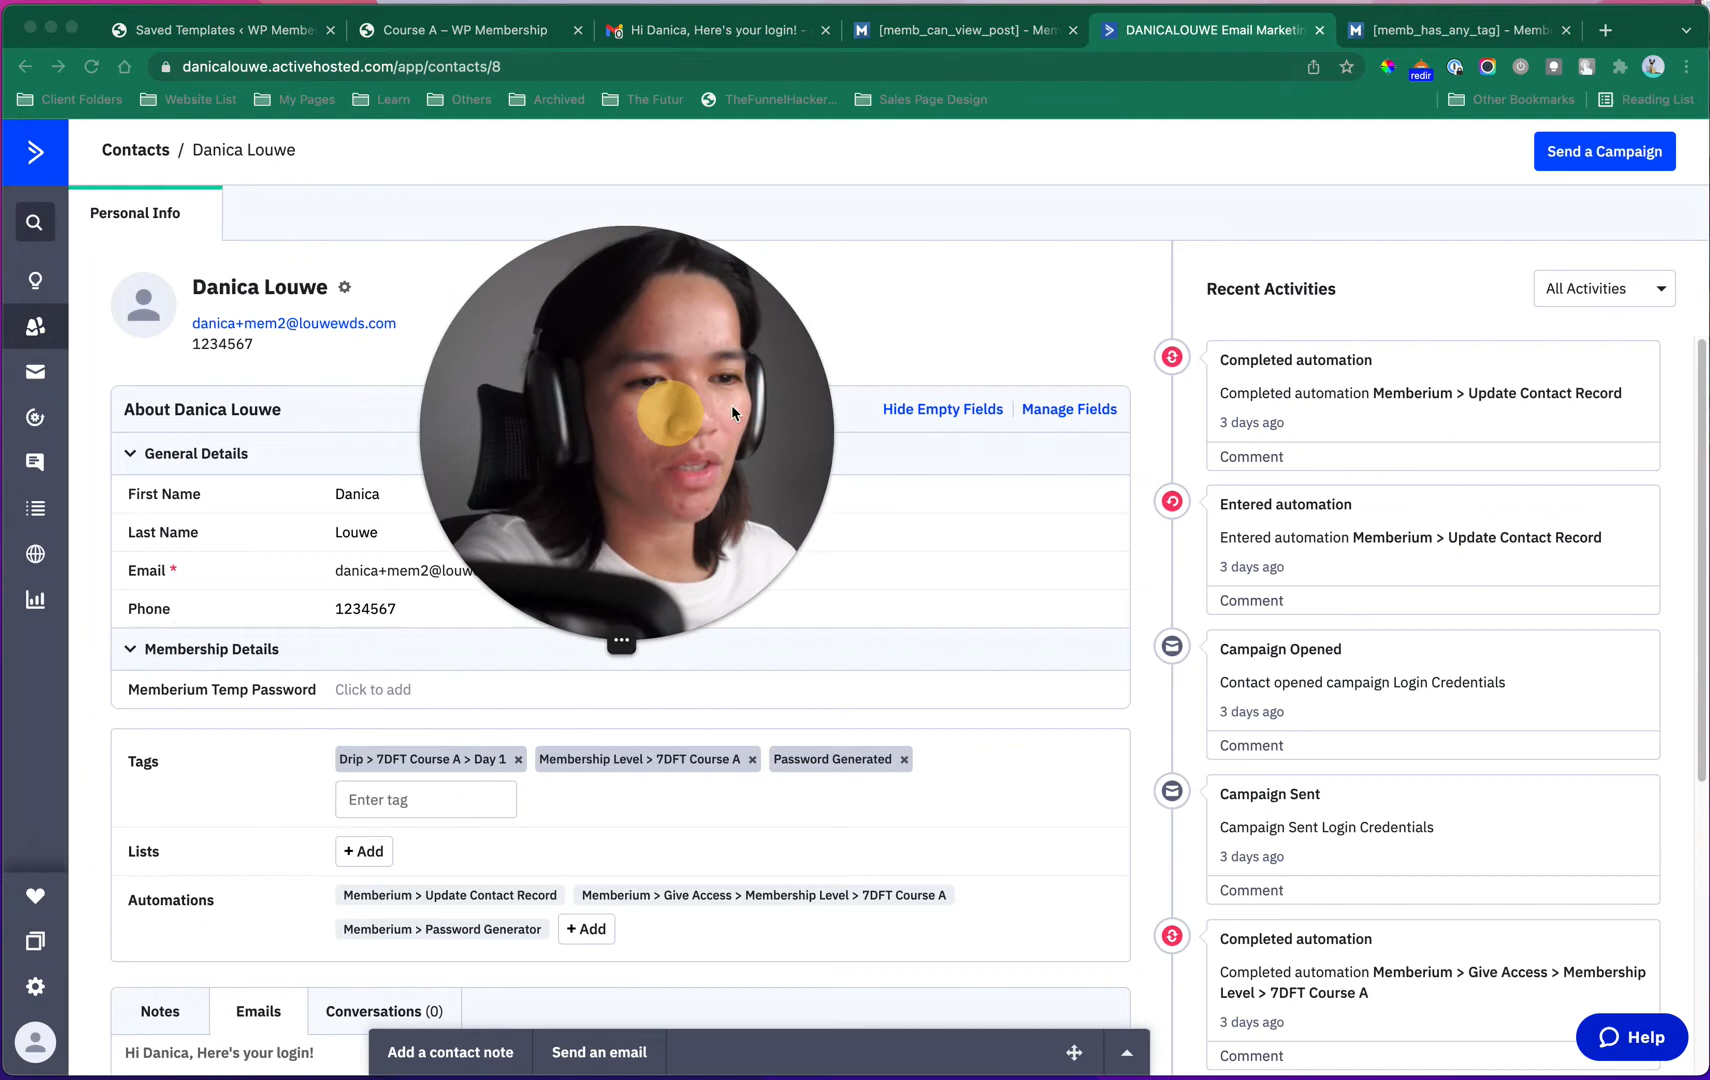 Saved Templates ‹ WP Membe
Course A – WP Membership
Hi Danica, Here's your login! -
[memb_can_view_post] - Mem
DANICALOUWE Email Marketin
[memb_has_any_tag] - Memb
danicalouwe.activehosted.com/app/contacts/8
redir
Client Folders
Website List
My Pages
Learn
Others
Archived
The Futur
TheFunnelHacker...
Sales Page Design
Other Bookmarks
Reading List
Contacts / Danica Louwe
Send a Campaign
Personal Info
Danica Louwe
danica+mem2@louwewds.com
1234567
About Danica Louwe
Hide Empty Fields
Manage Fields
General Details
First Name Danica
Last Name Louwe
Email * danica+mem2@louw
Phone 1234567
Membership Details
Memberium Temp Password Click to add
Tags
Drip > 7DFT Course A > Day 1 ×
Membership Level > 7DFT Course A ×
Password Generated ×
Enter tag
Lists
+ Add
Automations
Memberium > Update Contact Record
Memberium > Give Access > Membership Level > 7DFT Course A
Memberium > Password Generator
+ Add
Notes
Emails
Conversations (0)
Hi Danica, Here's your login!
Add a contact note
Send an email
Recent Activities
All Activities
Completed automation
Completed automation Memberium > Update Contact Record
3 days ago
Comment
Entered automation
Entered automation Memberium > Update Contact Record
3 days ago
Comment
Campaign Opened
Contact opened campaign Login Credentials
3 days ago
Comment
Campaign Sent
Campaign Sent Login Credentials
3 days ago
Comment
Completed automation
Completed automation Memberium > Give Access > Membership
Level > 7DFT Course A
3 days ago
Comment
Help